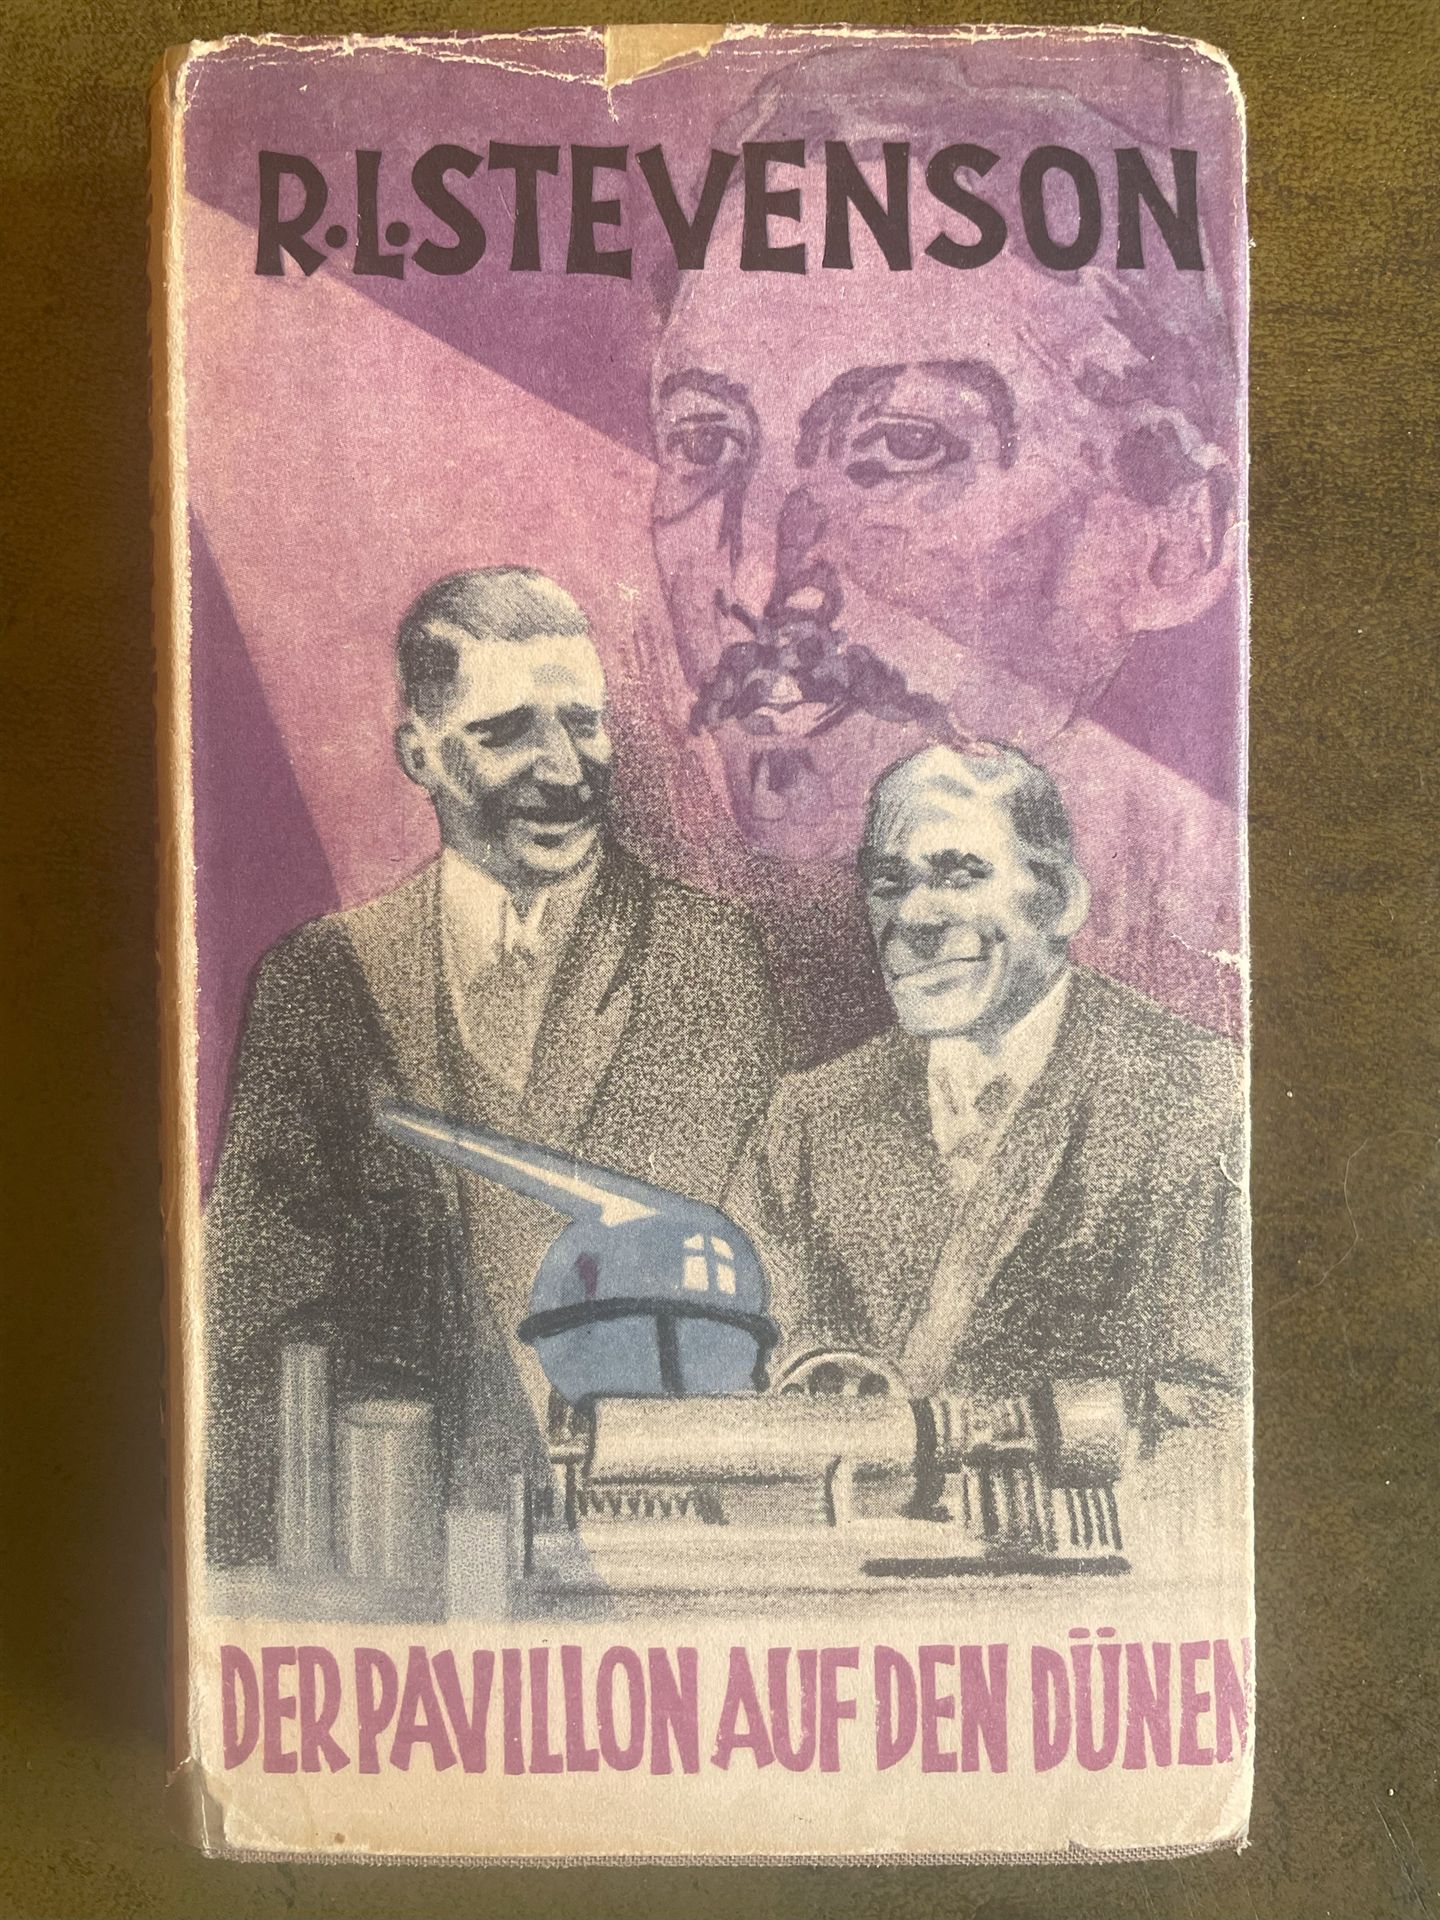 R.L.STEVENSON
DER PAVILLON AUF DEN DÜNEN